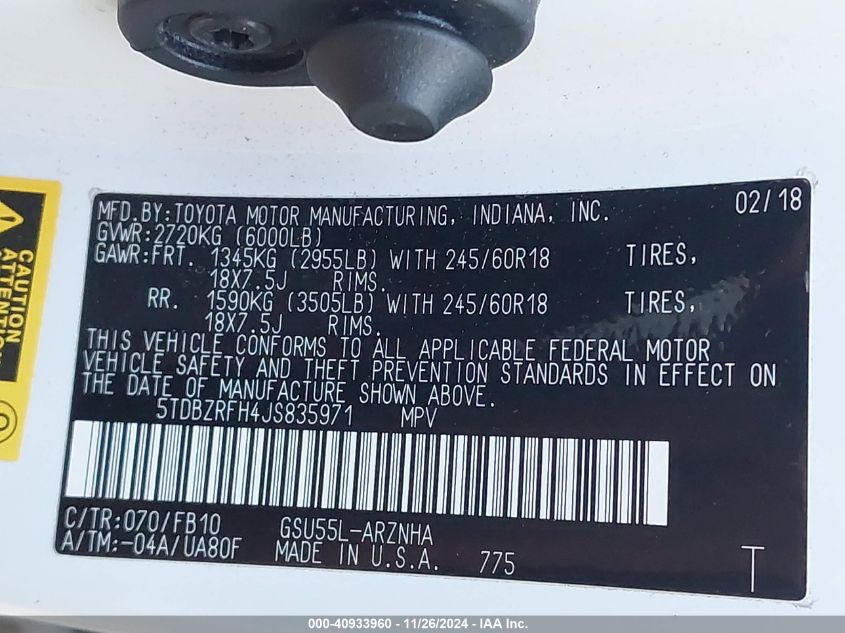 MFD.BY:TOYOTA MOTOR MANUFACTURING, INDIANA, INC. 02/18
GVWR:2720KG (6000LB)
GAWR:FRT. 1345KG (2955LB) WITH 245/60R18 TIRES,
18X7.5J RIMS.
RR. 1590KG (3505LB) WITH 245/60R18 TIRES,
18X7.5J RIMS.
THIS VEHICLE CONFORMS TO ALL APPLICABLE FEDERAL MOTOR
VEHICLE SAFETY AND THEFT PREVENTION STANDARDS IN EFFECT ON
THE DATE OF MANUFACTURE SHOWN ABOVE.
5TDBZRFH4JS835971 MPV
C/TR:070/FB10 GSU55L-ARZNHA
A/TM:-04A/UA80F MADE IN U.S.A. 775 T
CAUTION
000-40933960 - 11/26/2024 - IAA Inc.